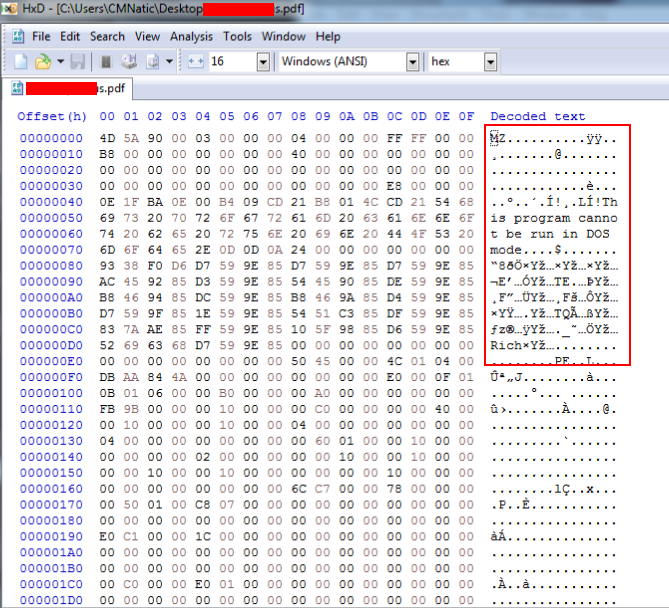 HxD - [C:\Users\CMNatic\Desktop s.pdf]
File Edit Search View Analysis Tools Window Help
16 Windows (ANSI) hex
s.pdf
Offset(h) 00 01 02 03 04 05 06 07 08 09 0A 0B 0C 0D 0E 0F Decoded text
00000000 4D 5A 90 00 03 00 00 00 04 00 00 00 FF FF 00 00 MZ..........ÿÿ..
00000010 B8 00 00 00 00 00 00 00 40 00 00 00 00 00 00 00 ¸.......@.......
00000020 00 00 00 00 00 00 00 00 00 00 00 00 00 00 00 00 ................
00000030 00 00 00 00 00 00 00 00 00 00 00 00 E8 00 00 00 ............è...
00000040 0E 1F BA 0E 00 B4 09 CD 21 B8 01 4C CD 21 54 68 ..º..´.Í!¸.LÍ!Th
00000050 69 73 20 70 72 6F 67 72 61 6D 20 63 61 6E 6E 6F is program canno
00000060 74 20 62 65 20 72 75 6E 20 69 6E 20 44 4F 53 20 t be run in DOS
00000070 6D 6F 64 65 2E 0D 0D 0A 24 00 00 00 00 00 00 00 mode....$.......
00000080 93 38 F0 D6 D7 59 9E 85 D7 59 9E 85 D7 59 9E 85 “8ðÖ×Yž…×Yž…×Yž…
00000090 AC 45 92 85 D3 59 9E 85 54 45 90 85 DE 59 9E 85 ¬E’…ÓYž…TE.…ÞYž…
000000A0 B8 46 94 85 DC 59 9E 85 B8 46 9A 85 D4 59 9E 85 ¸F”…ÜYž…¸Fš…ÔYž…
000000B0 D7 59 9F 85 1E 59 9E 85 54 51 C3 85 DF 59 9E 85 ×YŸ….Yž…TQÃ…ßYž…
000000C0 83 7A AE 85 FF 59 9E 85 10 5F 98 85 D6 59 9E 85 ƒz®…ÿYž…._˜…ÖYž…
000000D0 52 69 63 68 D7 59 9E 85 00 00 00 00 00 00 00 00 Rich×Yž…........
000000E0 00 00 00 00 00 00 00 00 50 45 00 00 4C 01 04 00 ........PE..L...
000000F0 DB AA 84 4A 00 00 00 00 00 00 00 00 E0 00 0F 01 Ûª„J........à...
00000100 0B 01 06 00 00 B0 00 00 00 A0 00 00 00 00 00 00 .....°... ......
00000110 FB 9B 00 00 00 10 00 00 00 C0 00 00 00 00 40 00 û›.......À....@.
00000120 00 10 00 00 00 10 00 00 04 00 00 00 00 00 00 00 ................
00000130 04 00 00 00 00 00 00 00 00 60 01 00 00 10 00 00 .........`......
00000140 00 00 00 00 02 00 00 00 00 00 10 00 00 10 00 00 ................
00000150 00 00 10 00 00 10 00 00 00 00 00 00 10 00 00 00 ................
00000160 00 00 00 00 00 00 00 00 6C C7 00 00 78 00 00 00 ........lÇ..x...
00000170 00 50 01 00 C8 07 00 00 00 00 00 00 00 00 00 00 .P..È...........
00000180 00 00 00 00 00 00 00 00 00 00 00 00 00 00 00 00 ................
00000190 E0 C1 00 00 1C 00 00 00 00 00 00 00 00 00 00 00 àÁ..............
000001A0 00 00 00 00 00 00 00 00 00 00 00 00 00 00 00 00 ................
000001B0 00 00 00 00 00 00 00 00 00 00 00 00 00 00 00 00 ................
000001C0 00 C0 00 00 E0 01 00 00 00 00 00 00 00 00 00 00 .À..à...........
000001D0 00 00 00 00 00 00 00 00 00 00 00 00 00 00 00 00 ................